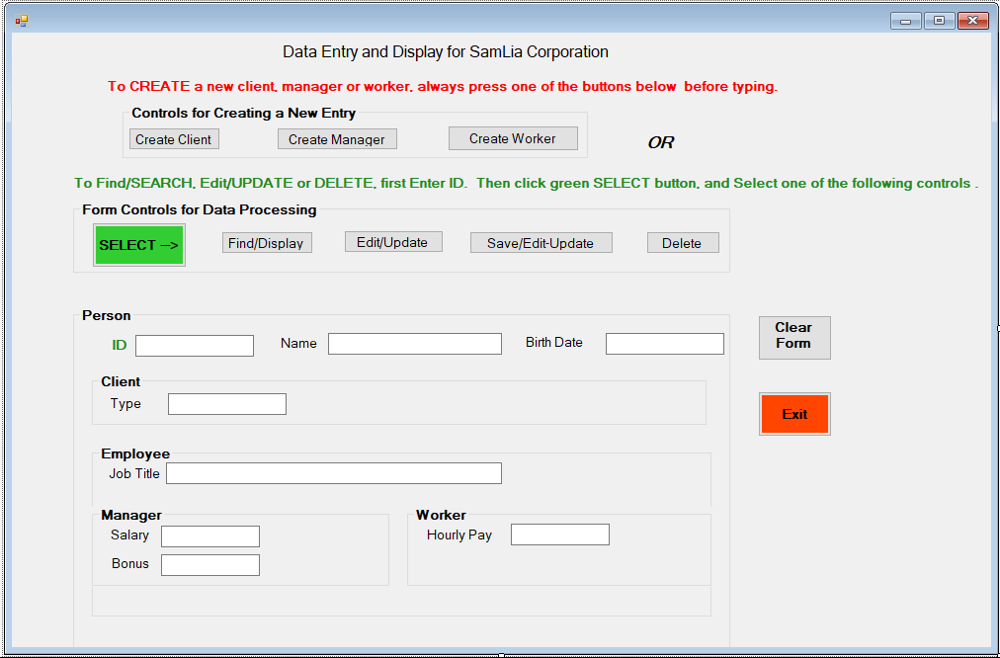 Data Entry and Display for SamLia Corporation
To CREATE a new client, manager or worker, always press one of the buttons below  before typing.
Controls for Creating a New Entry
Create Client   Create Manager   Create Worker   OR
To Find/SEARCH, Edit/UPDATE or DELETE, first Enter ID.  Then click green SELECT button, and Select one of the following controls .
Form Controls for Data Processing
SELECT -->   Find/Display   Edit/Update   Save/Edit-Update   Delete
Person
ID   Name   Birth Date
Clear
Form
Client
Type
Exit
Employee
Job Title
Manager   Worker
Salary   Hourly Pay
Bonus